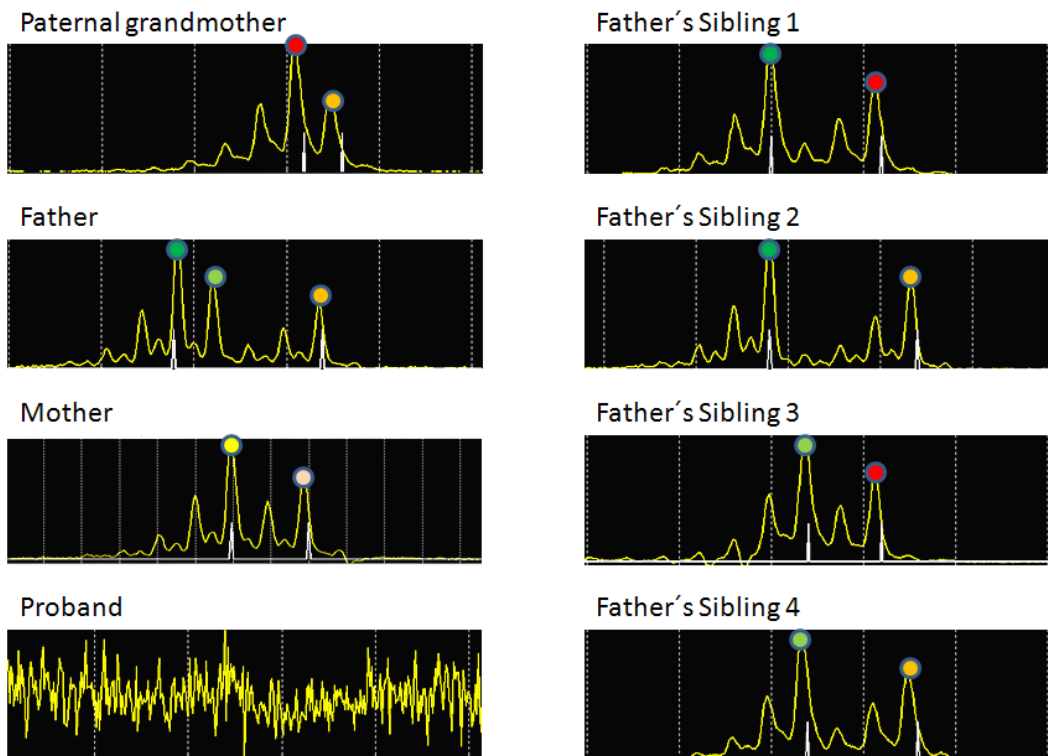 Paternal grandmother
Father´s Sibling 1
Father
Father´s Sibling 2
Mother
Father´s Sibling 3
Proband
Father´s Sibling 4